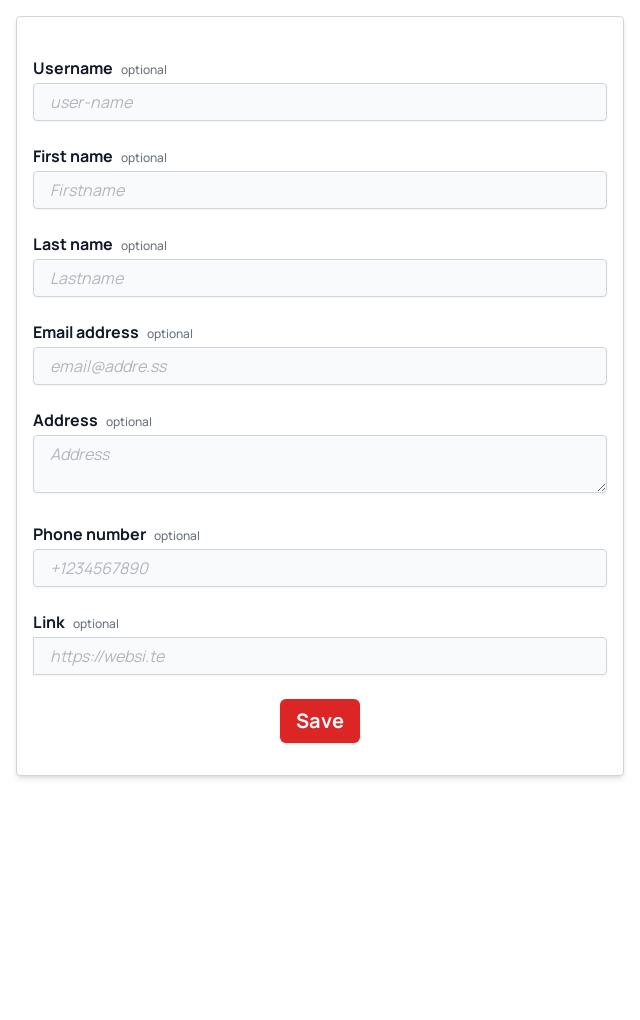 Username optional
user-name
First name optional
Firstname
Last name optional
Lastname
Email address optional
email@addre.ss
Address optional
Address
Phone number optional
+1234567890
Link optional
https://websi.te
Save